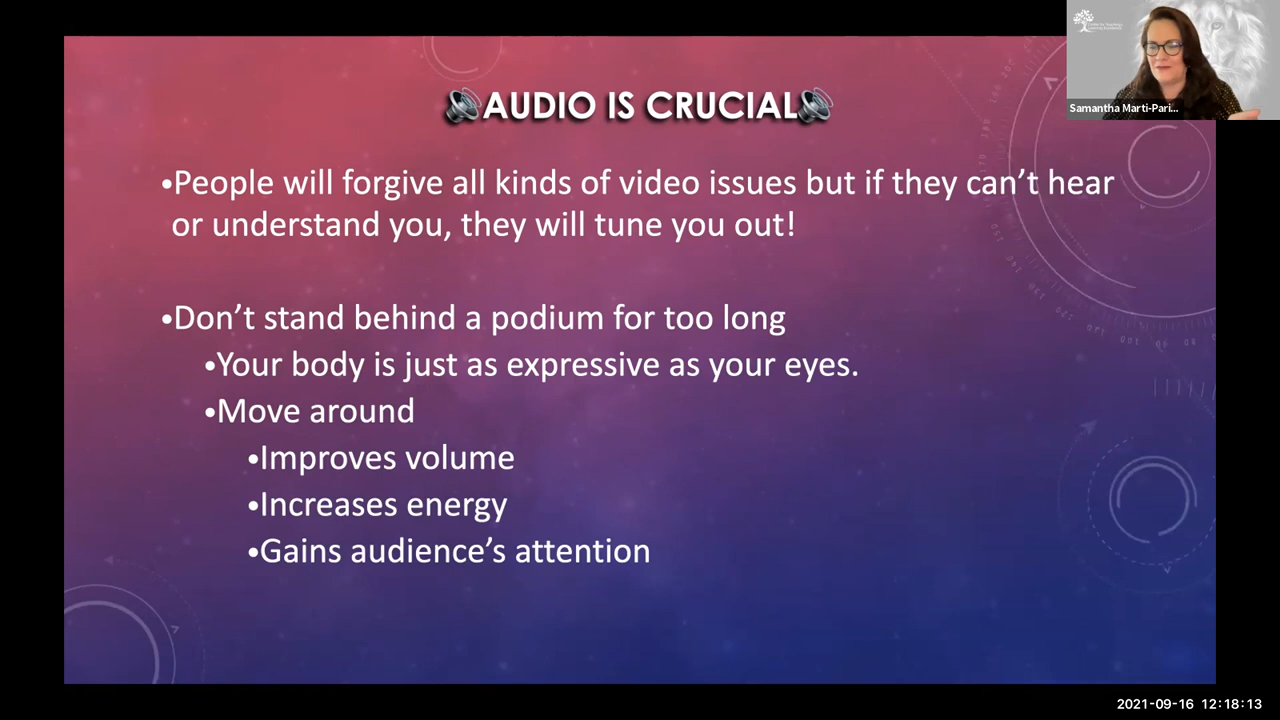 AUDIO IS CRUCIAL
•People will forgive all kinds of video issues but if they can’t hear
or understand you, they will tune you out!
•Don’t stand behind a podium for too long
•Your body is just as expressive as your eyes.
•Move around
•Improves volume
•Increases energy
•Gains audience’s attention
Samantha Marti-Pari...
2021-09-16 12:18:13